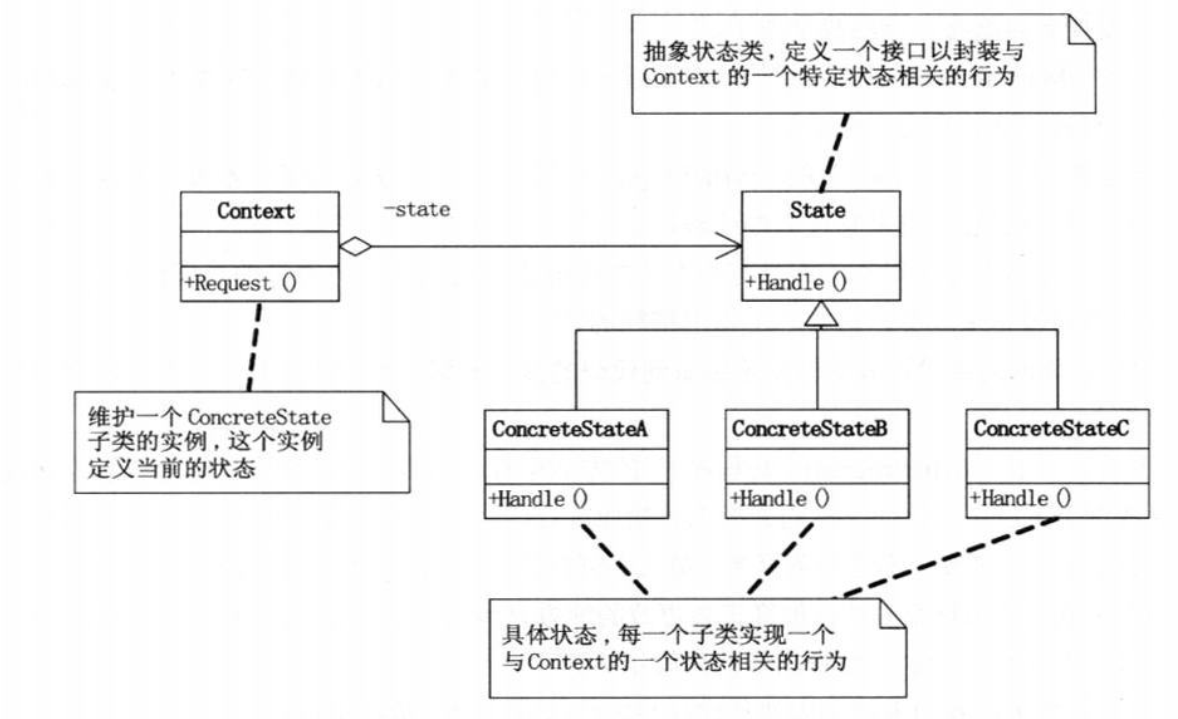 抽象状态类，定义一个接口以封装与
Context 的一个特定状态相关的行为
Context
-state
State
+Request ()
+Handle ()
维护一个 ConcreteState
子类的实例，这个实例
定义当前的状态
ConcreteStateA
ConcreteStateB
ConcreteStateC
+Handle ()
+Handle ()
+Handle ()
具体状态，每一个子类实现一个
与Context的一个状态相关的行为